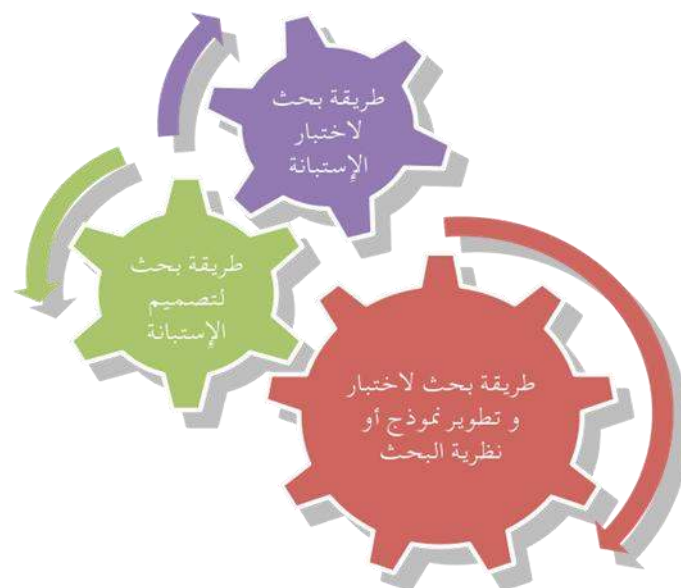 طريقة بحث
لاختبار
الإستبانة
طريقة بحث
لتصميم
الإستبانة
طريقة بحث لاختبار
و تطوير نموذج أو
نظرية البحث